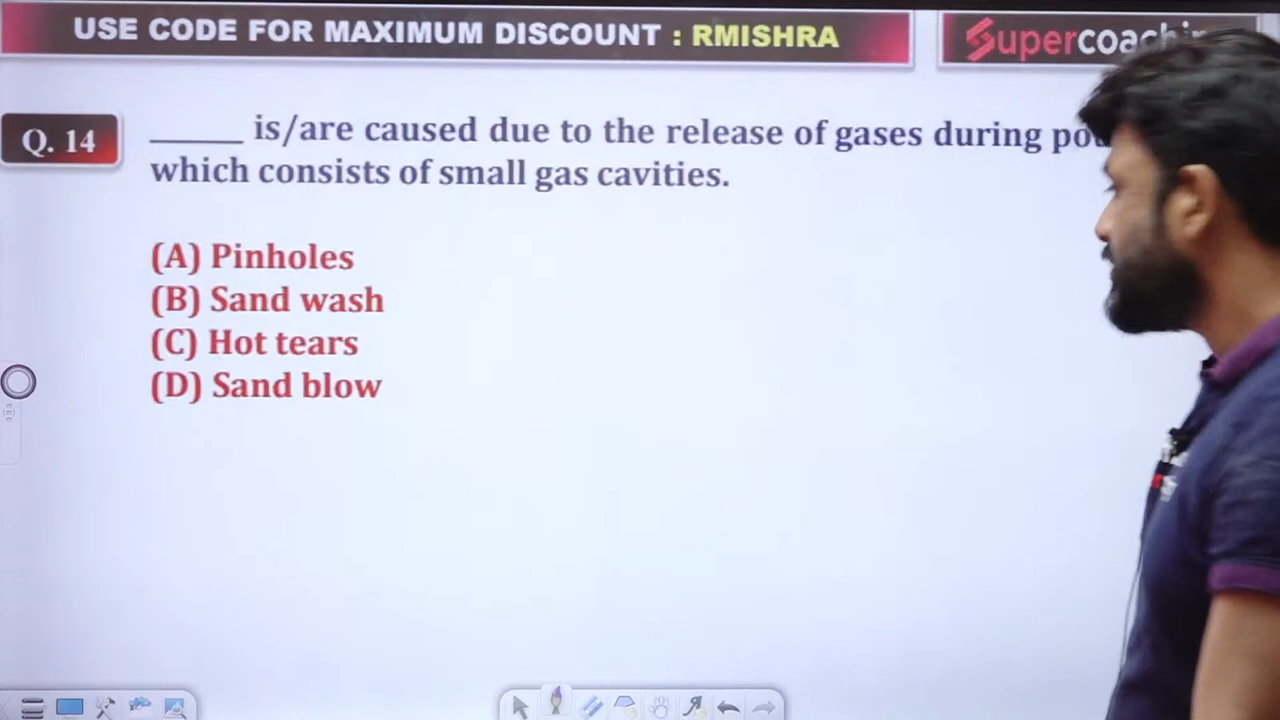 USE CODE FOR MAXIMUM DISCOUNT : RMISHRA
Supercoachi
Q. 14
______ is/are caused due to the release of gases during
which consists of small gas cavities.
(A) Pinholes
(B) Sand wash
(C) Hot tears
(D) Sand blow